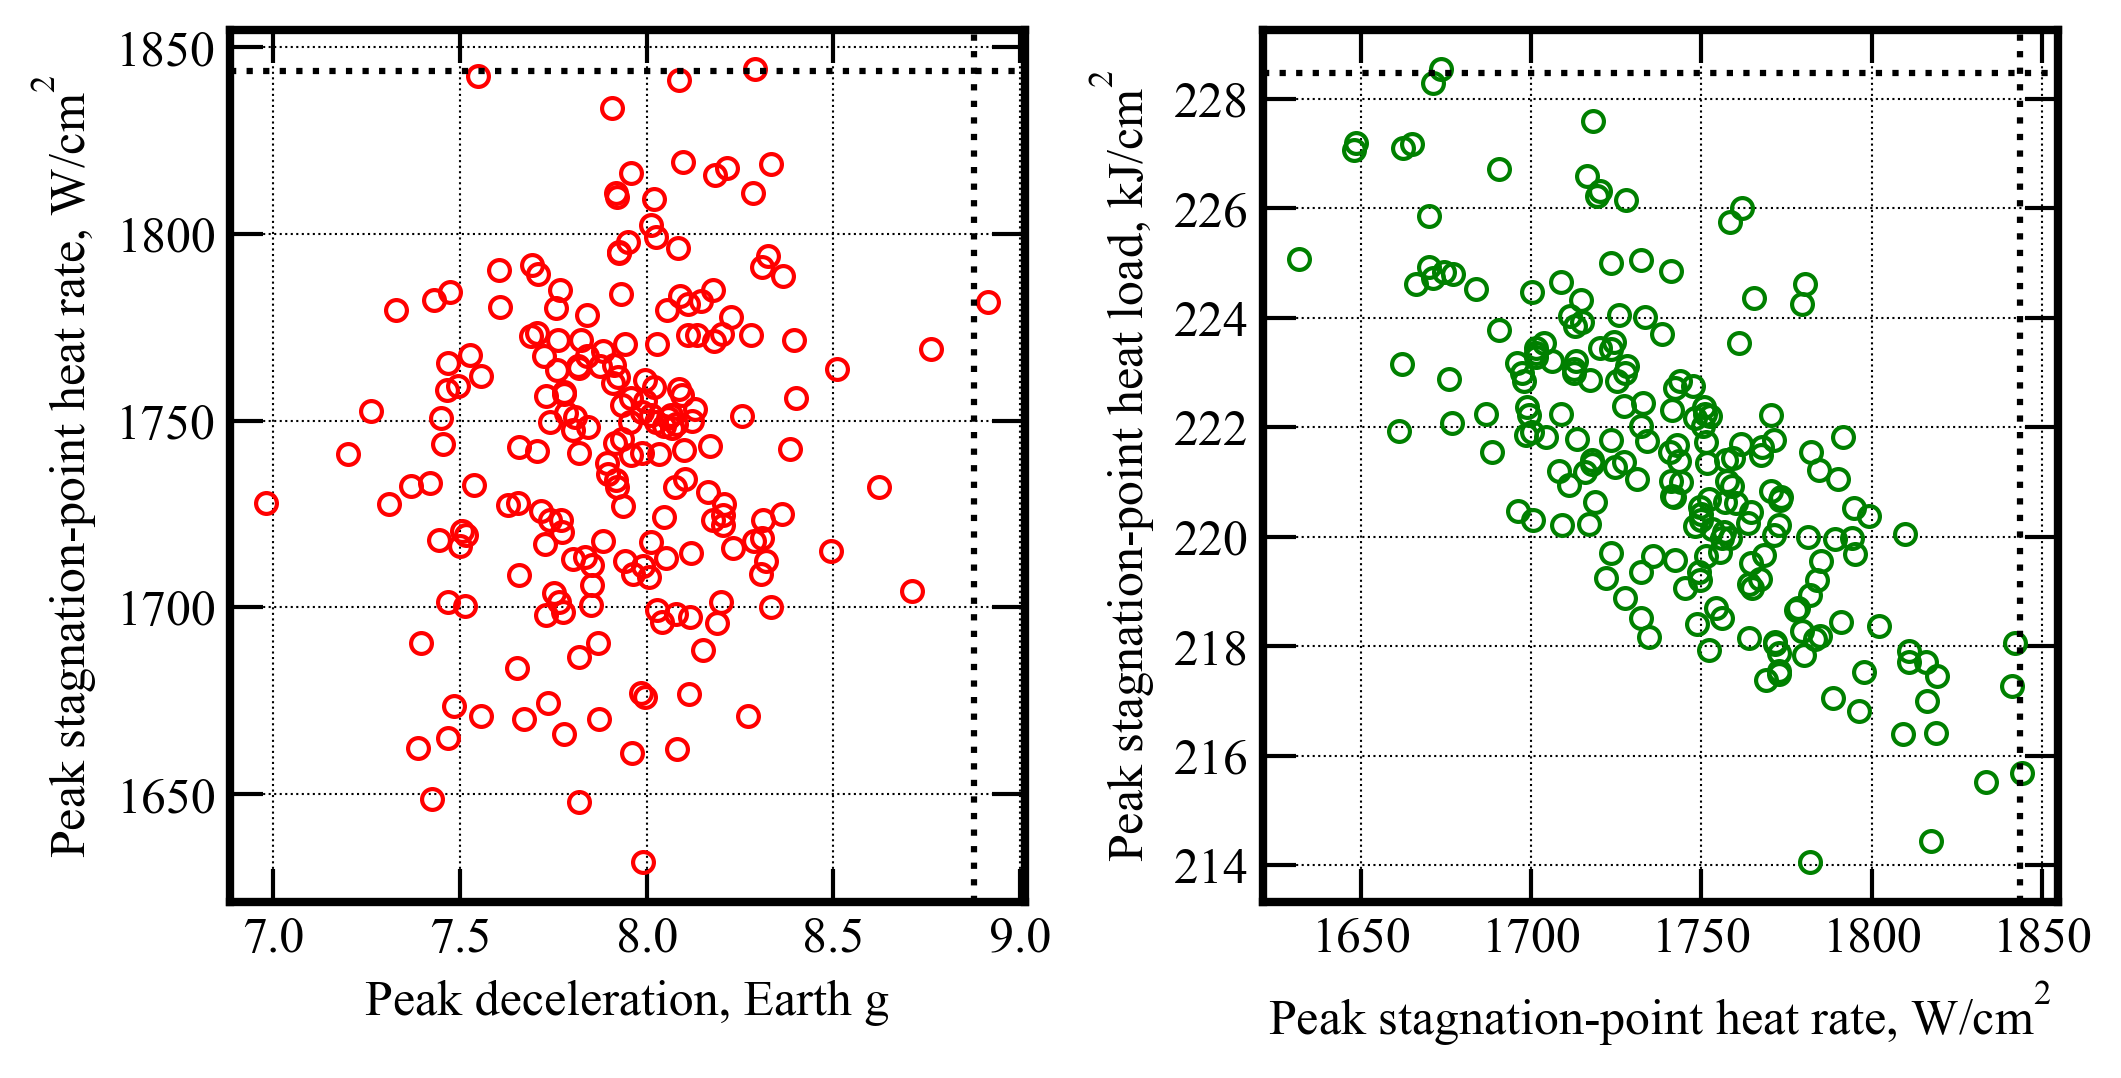 Peak stagnation-point heat rate, W/cm²
1850
1800
1750
1700
1650
7.0 7.5 8.0 8.5 9.0
Peak deceleration, Earth g
Peak stagnation-point heat load, kJ/cm²
228
226
224
222
220
218
216
214
1650 1700 1750 1800 1850
Peak stagnation-point heat rate, W/cm²